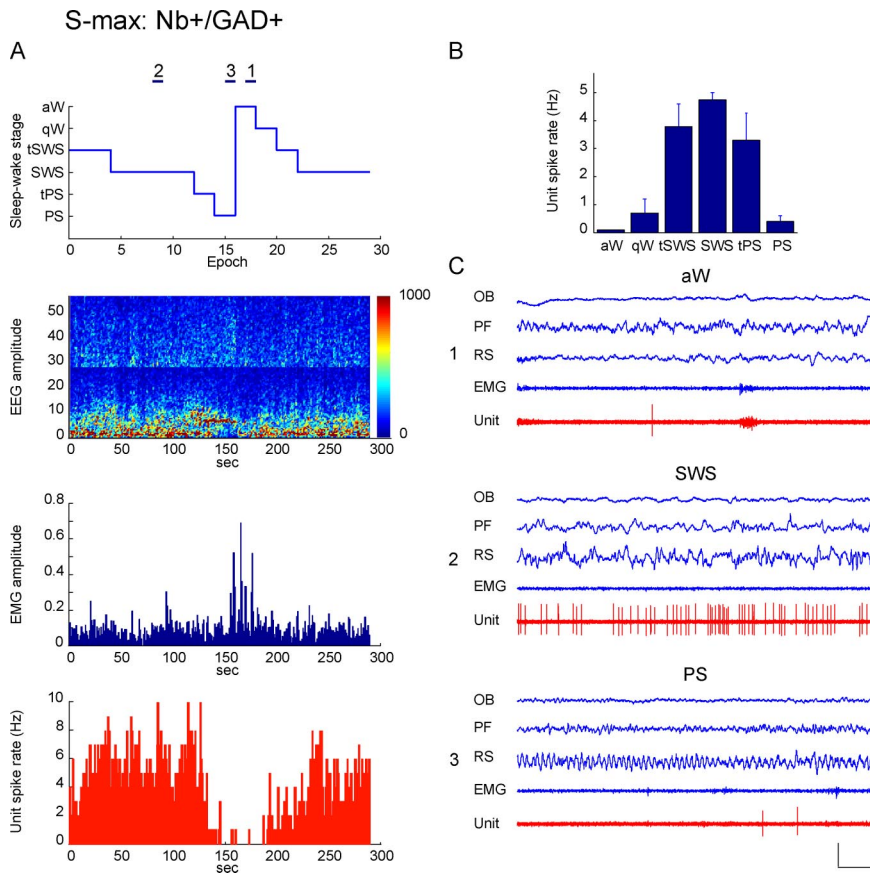 S-max: Nb+/GAD+
A
2 3 1
Sleep-wake stage
aW
qW
tSWS
SWS
tPS
PS
0 5 10 15 20 25 30
Epoch
EEG amplitude
50
40
30
20
10
0
1000
0
0 50 100 150 200 250 300
sec
EMG amplitude
0.8
0.6
0.4
0.2
0
0 50 100 150 200 250 300
sec
Unit spike rate (Hz)
10
8
6
4
2
0
0 50 100 150 200 250 300
sec
B
Unit spike rate (Hz)
5
4
3
2
1
0
aW qW tSWS SWS tPS PS
C
aW
1
OB
PF
RS
EMG
Unit
SWS
2
OB
PF
RS
EMG
Unit
PS
3
OB
PF
RS
EMG
Unit